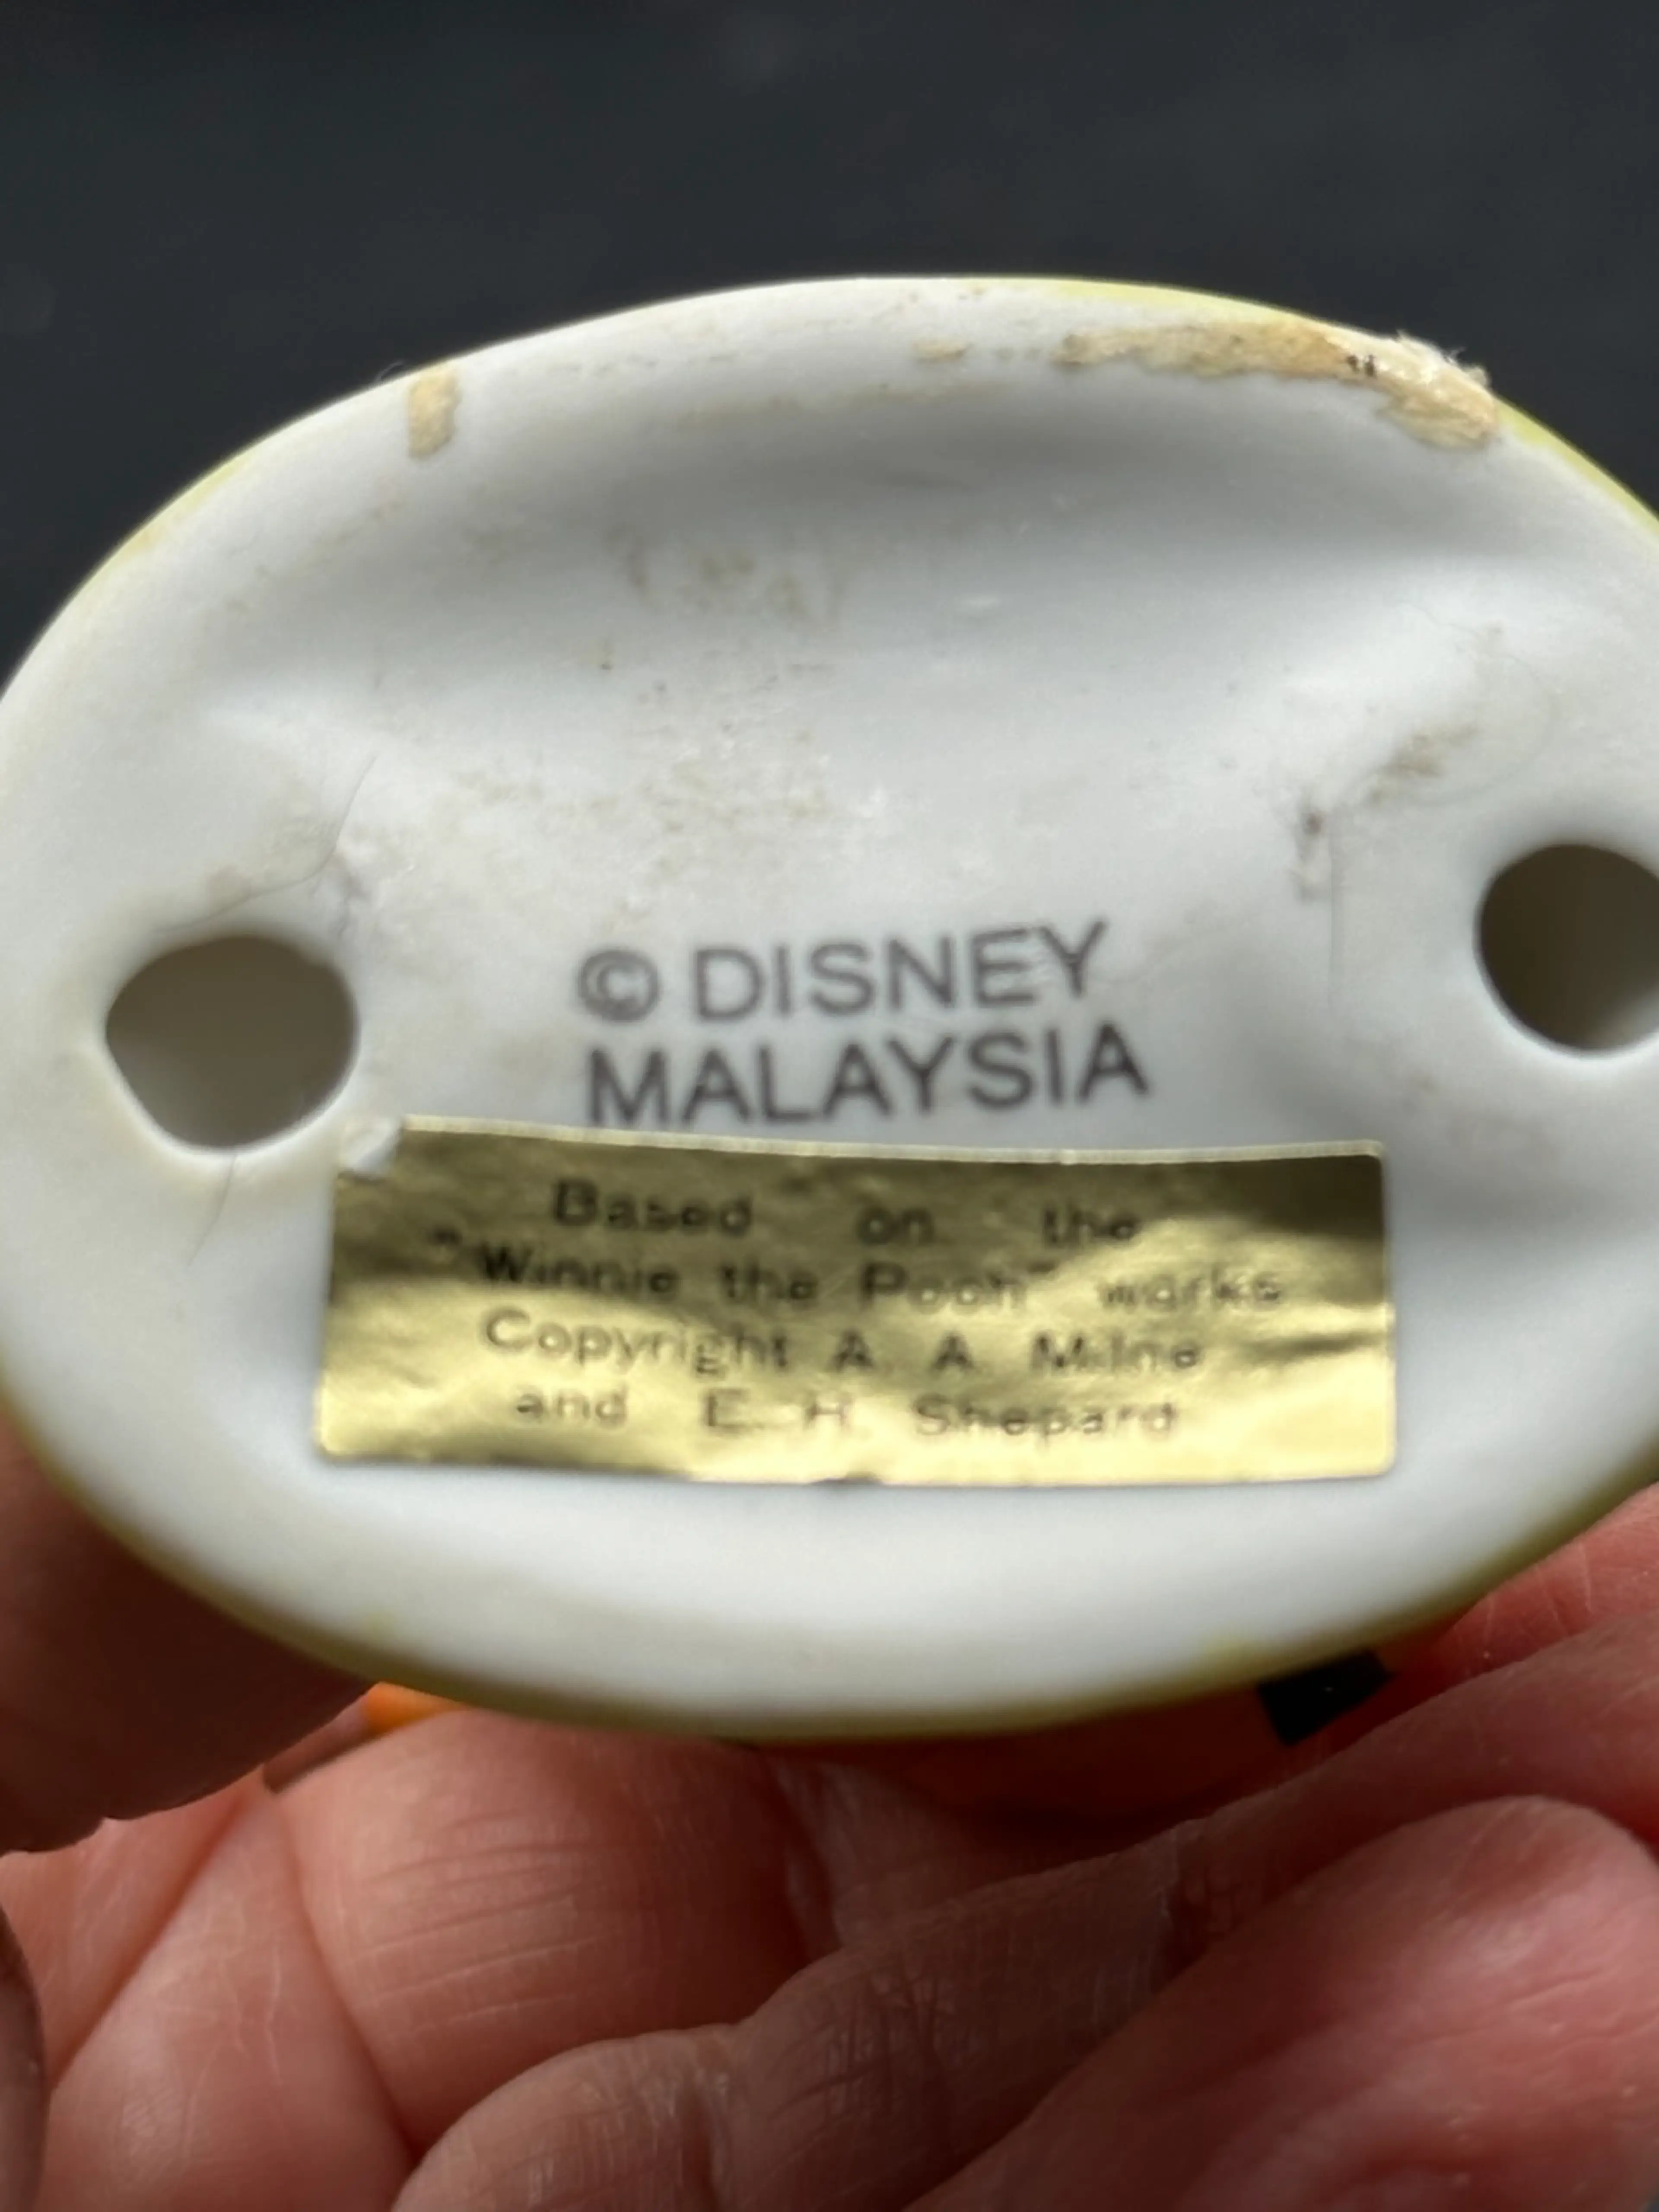 © DISNEY
MALAYSIA
Based on the
"Winnie the Pooh" works
Copyright A. A. Milne
and E. H. Shepard